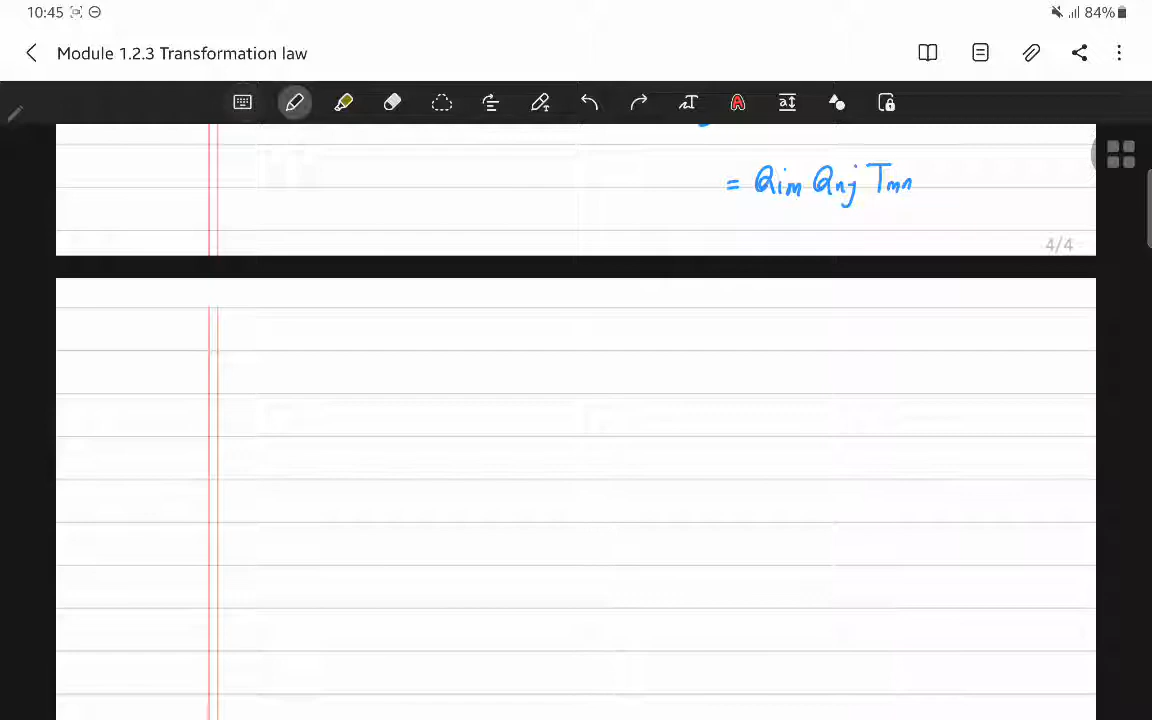 10:45 84%
Module 1.2.3 Transformation law
= Qim Qnj Tmn
4/4